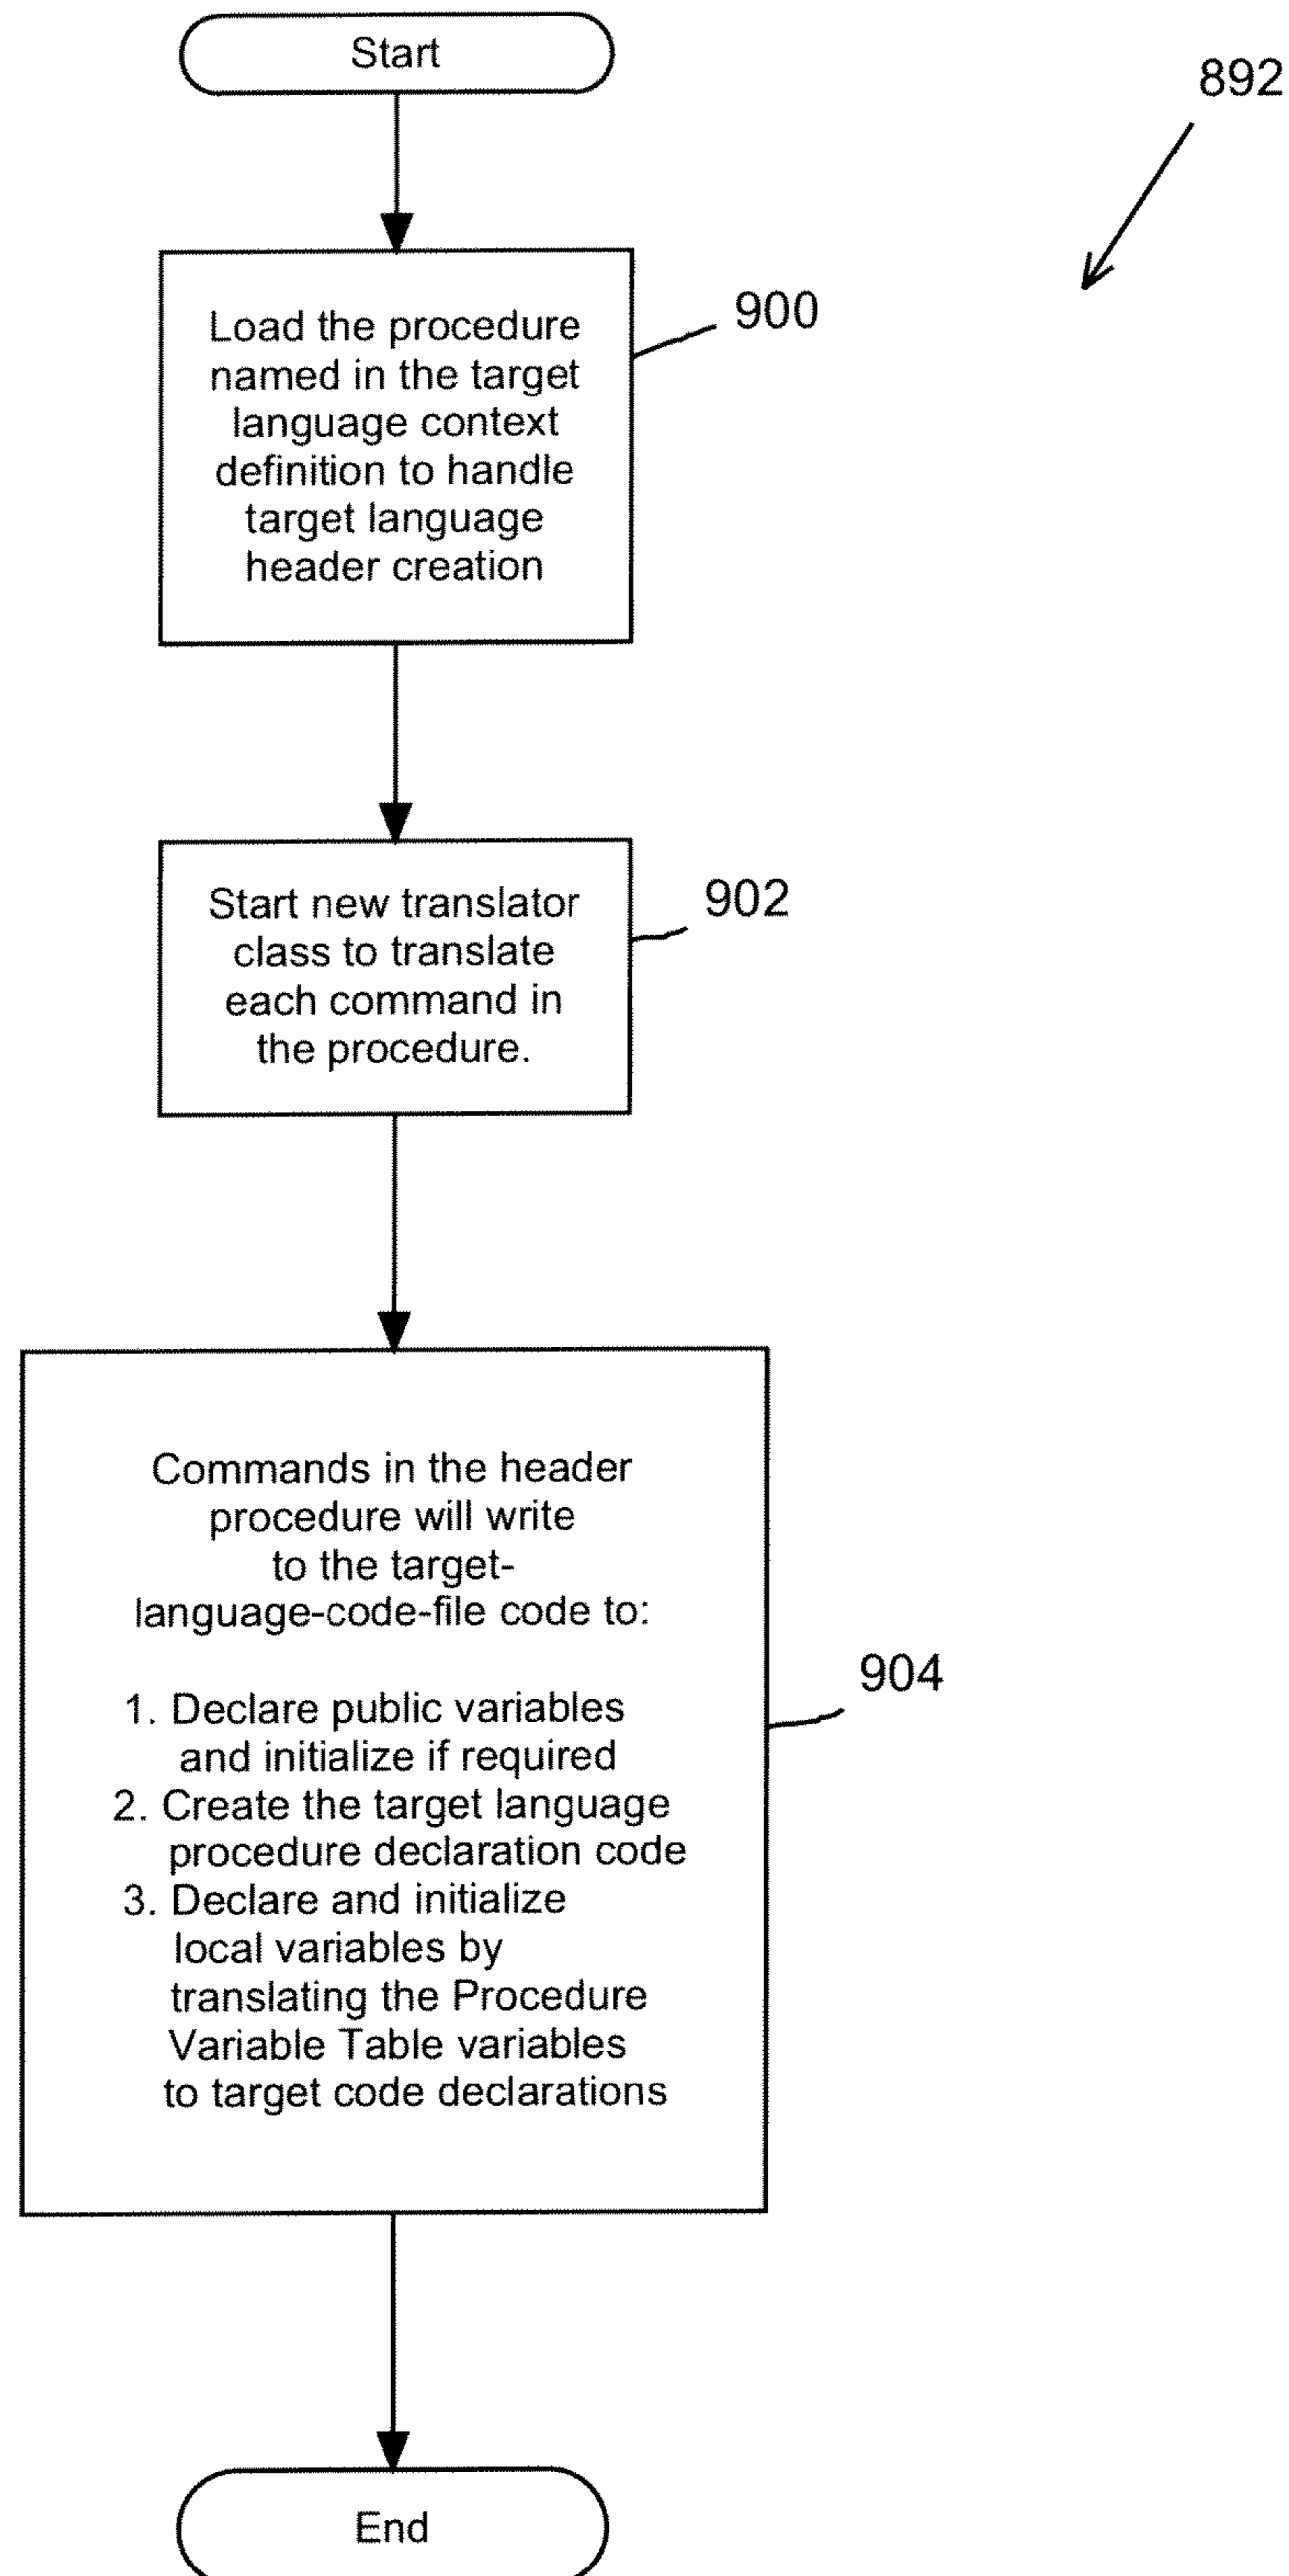 Start
892
Load the procedure
named in the target
language context
definition to handle
target language
header creation
900
Start new translator
class to translate
each command in
the procedure.
902
Commands in the header
procedure will write
to the target-
language-code-file code to:
1. Declare public variables
and initialize if required
2. Create the target language
procedure declaration code
3. Declare and initialize
local variables by
translating the Procedure
Variable Table variables
to target code declarations
904
End